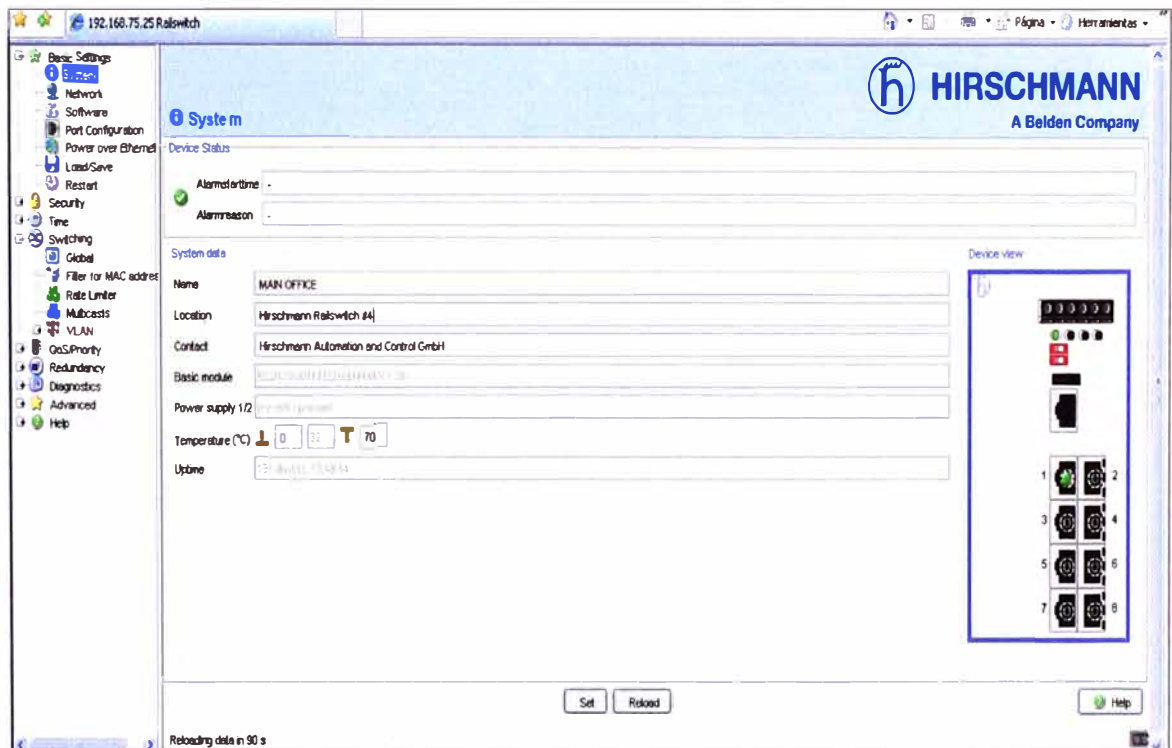 192.168.75.25 Railswitch
Página
Herramientas
Basic Settings
System
Network
Software
Port Configuration
Power over Ethernet
Load/Save
Restart
Security
Time
Switching
Global
Filter for MAC addres
Rate Limiter
Multicasts
VLAN
QoS/Priority
Redundancy
Diagnostics
Advanced
Help
System
HIRSCHMANN
A Belden Company
Device Status
Alarmstarttime -
Alarmreason -
System data
Name MAIN OFFICE
Location Hirschmann Railswitch #4
Contact Hirschmann Automation and Control GmbH
Basic module
Power supply 1/2
Temperature (°C) 0 32 70
Uptime
Device view
1 2
3 4
5 6
7 8
Set Reload Help
Reloading data in 90 s